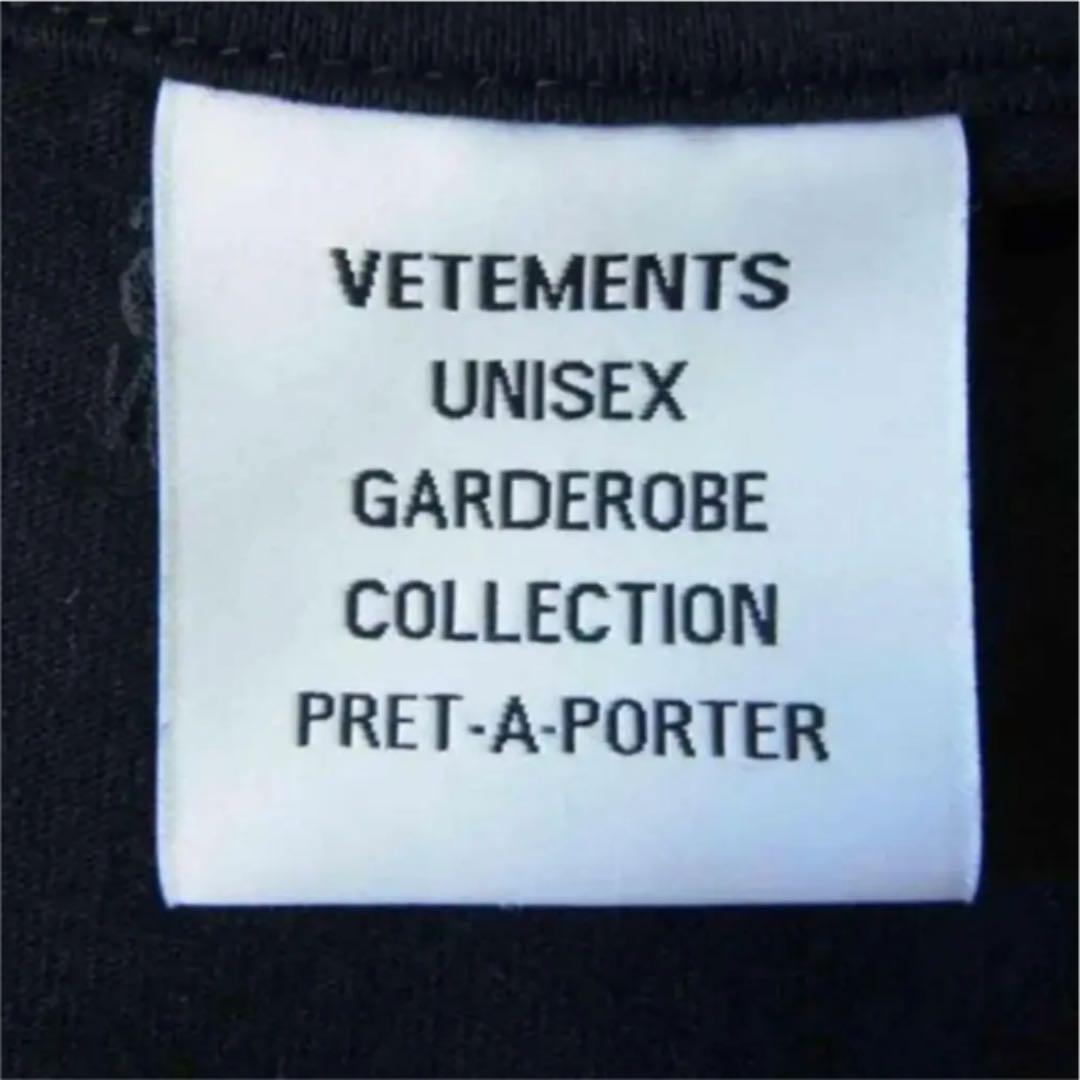 VETEMENTS
UNISEX
GARDEROBE
COLLECTION
PRET-A-PORTER